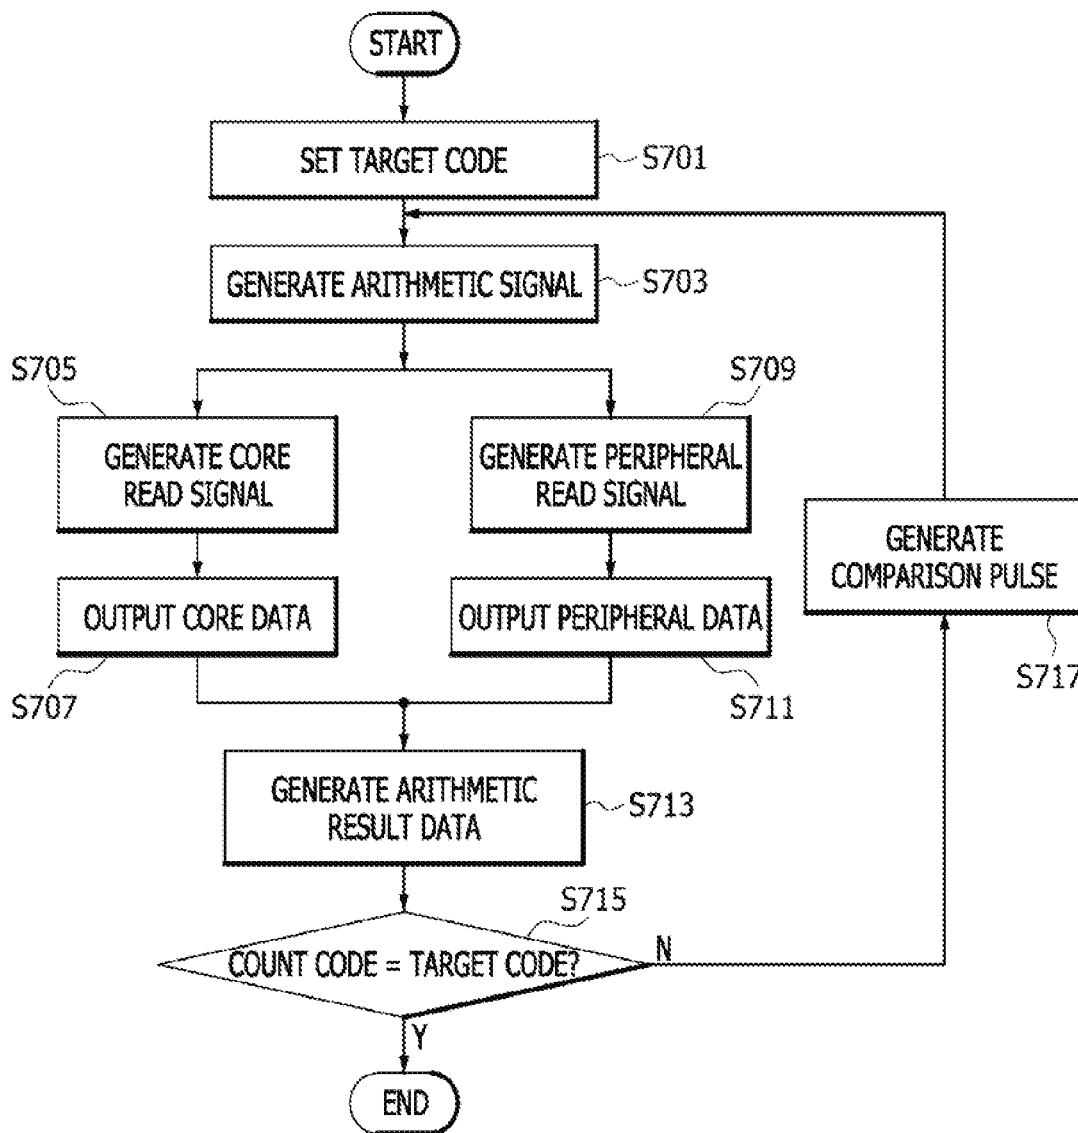 START
SET TARGET CODE
S701
GENERATE ARITHMETIC SIGNAL
S703
S705
S709
GENERATE CORE
READ SIGNAL
GENERATE PERIPHERAL
READ SIGNAL
GENERATE
COMPARISON PULSE
OUTPUT CORE DATA
OUTPUT PERIPHERAL DATA
S717
S707
S711
GENERATE ARITHMETIC
RESULT DATA
S713
S715
COUNT CODE = TARGET CODE?
N
Y
END